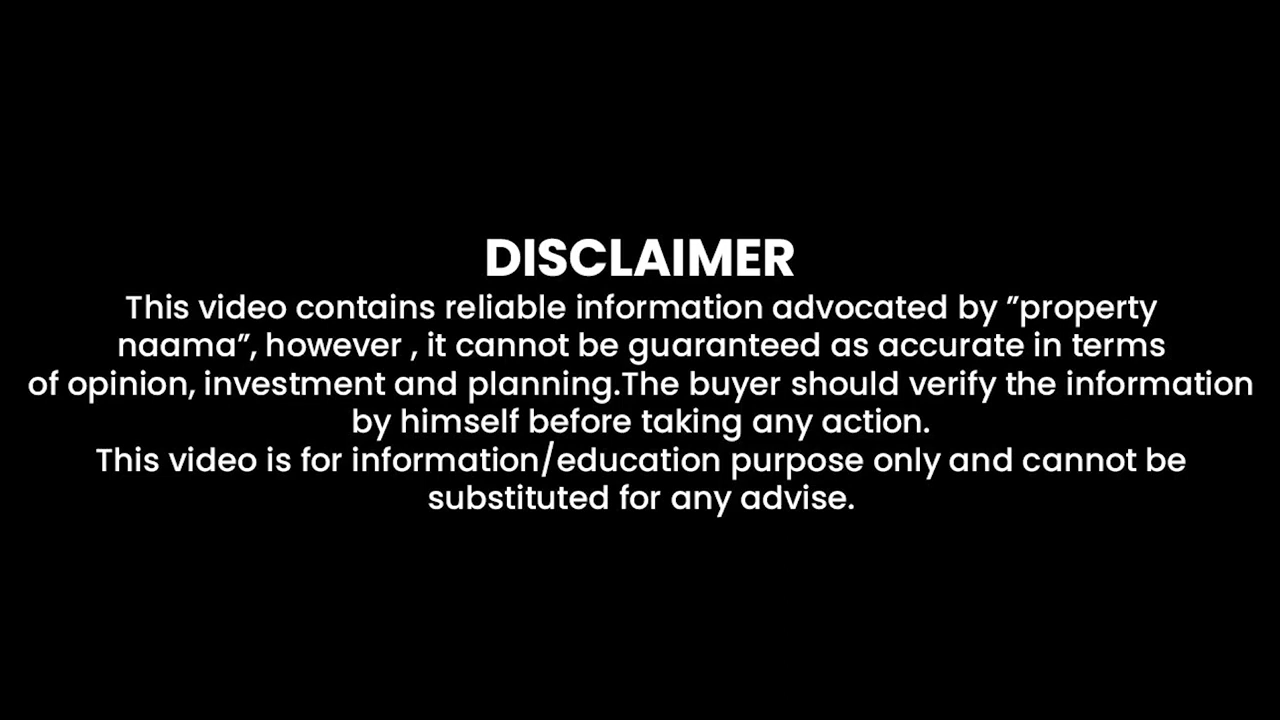 DISCLAIMER
This video contains reliable information advocated by ”property
naama”, however , it cannot be guaranteed as accurate in terms
of opinion, investment and planning.The buyer should verify the information
by himself before taking any action.
This video is for information/education purpose only and cannot be
substituted for any advise.